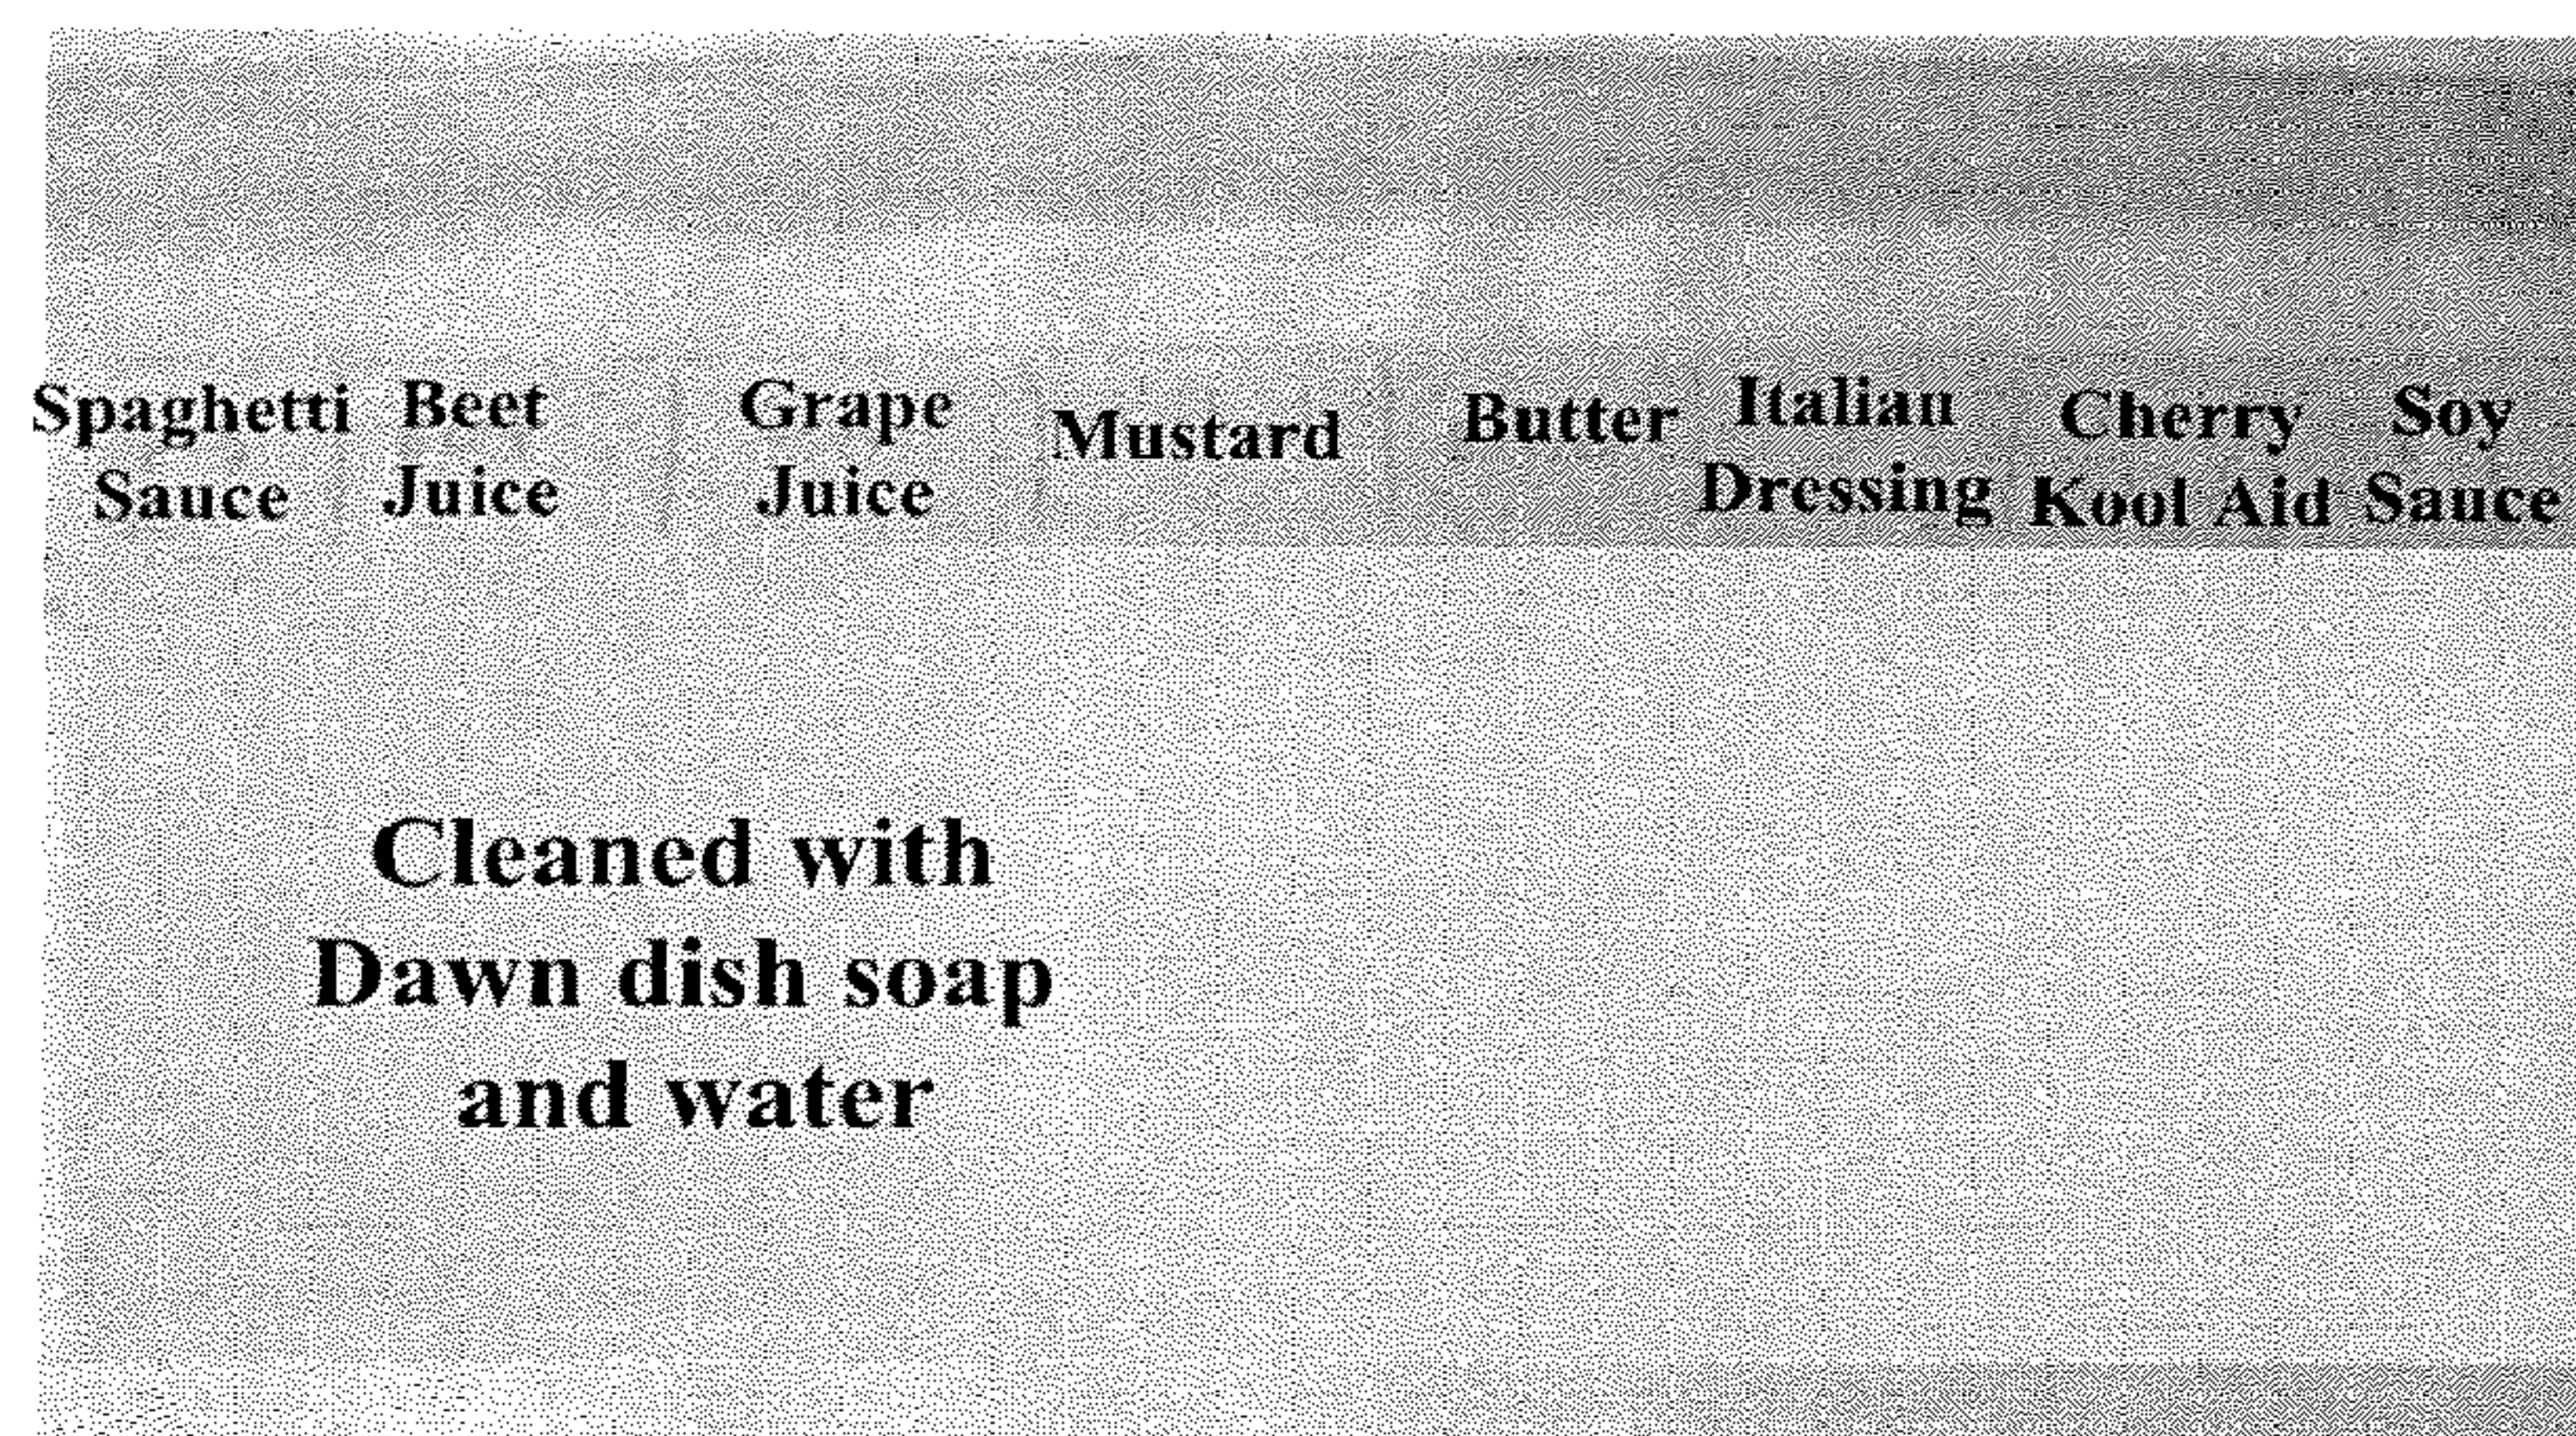 Spaghetti Sauce
Beet Juice
Grape Juice
Mustard
Butter
Italian Dressing
Cherry Kool Aid
Soy Sauce
Cleaned with
Dawn dish soap
and water